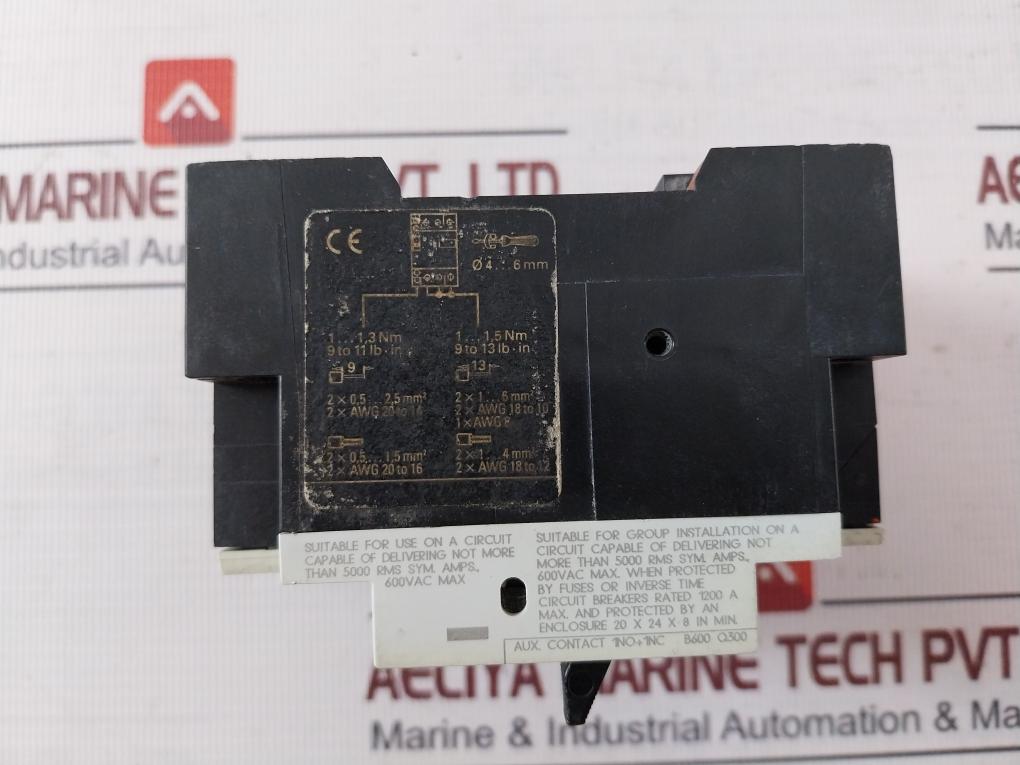 MARINE
PVT. LTD
ndustrial Auto
CE
Ø 4...6mm
1...1,3 Nm
9 to 11 lb·in
9
2 × 0,5...2,5 mm²
2 × AWG 20 to 14
2 × 0,5...1,5 mm²
2 × AWG 20 to 16
1...1,5 Nm
9 to 13 lb·in
13
2 × 1...6 mm²
2 × AWG 18 to 10
1 × AWG 8
2 × 1...4 mm²
2 × AWG 18 to 12
SUITABLE FOR USE ON A CIRCUIT
CAPABLE OF DELIVERING NOT MORE
THAN 5000 RMS SYM. AMPS.,
600VAC MAX
SUITABLE FOR GROUP INSTALLATION ON A
CIRCUIT CAPABLE OF DELIVERING NOT
MORE THAN 5000 RMS SYM. AMPS.,
600VAC MAX. WHEN PROTECTED
BY FUSES OR INVERSE TIME
CIRCUIT BREAKERS RATED 1200 A
MAX. AND PROTECTED BY AN
ENCLOSURE 20 X 24 X 8 IN MIN.
AUX. CONTACT 1NO+1NC B600 Q300
AELIYA MARINE TECH PVT
Marine & Industrial Automation & Ma